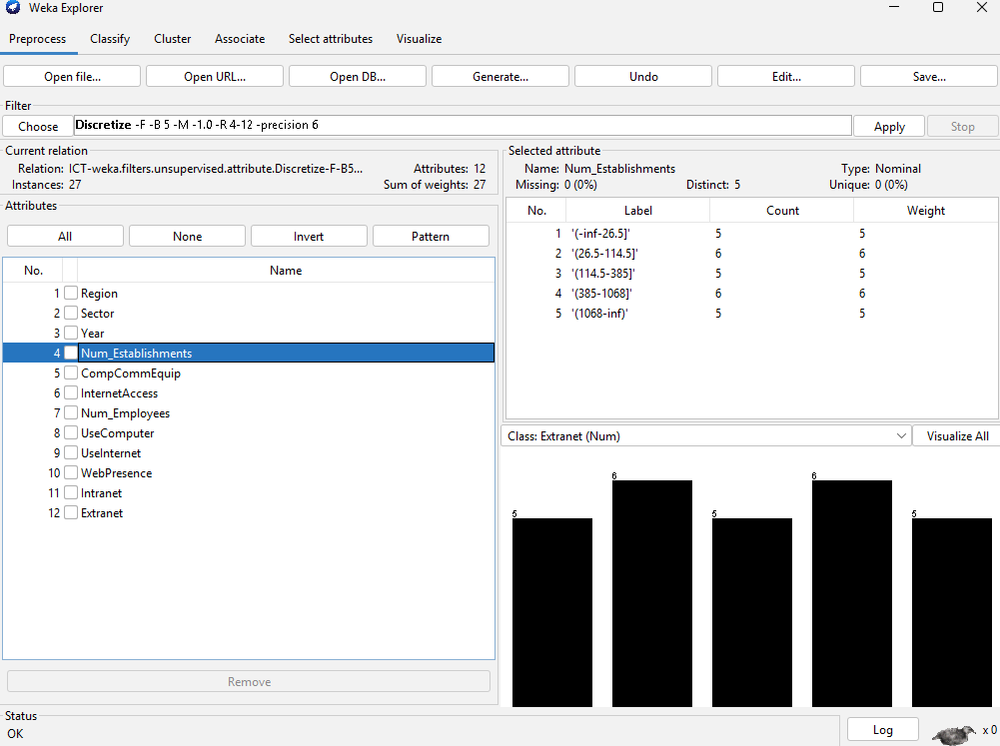 Weka Explorer
Preprocess Classify Cluster Associate Select attributes Visualize
Open file... Open URL... Open DB... Generate... Undo Edit... Save...
Filter
Choose Discretize -F -B 5 -M -1.0 -R 4-12 -precision 6 Apply Stop
Current relation
Relation: ICT-weka.filters.unsupervised.attribute.Discretize-F-B5... Attributes: 12
Instances: 27 Sum of weights: 27
Attributes
All None Invert Pattern
No. Name
1 Region
2 Sector
3 Year
4 Num_Establishments
5 CompCommEquip
6 InternetAccess
7 Num_Employees
8 UseComputer
9 UseInternet
10 WebPresence
11 Intranet
12 Extranet
Remove
Selected attribute
Name: Num_Establishments Type: Nominal
Missing: 0 (0%) Distinct: 5 Unique: 0 (0%)
No. Label Count Weight
1 '(-inf-26.5]' 5 5
2 '(26.5-114.5]' 6 6
3 '(114.5-385]' 5 5
4 '(385-1068]' 6 6
5 '(1068-inf)' 5 5
Class: Extranet (Num) Visualize All
5 6 5 6 5
Status
OK
Log x 0